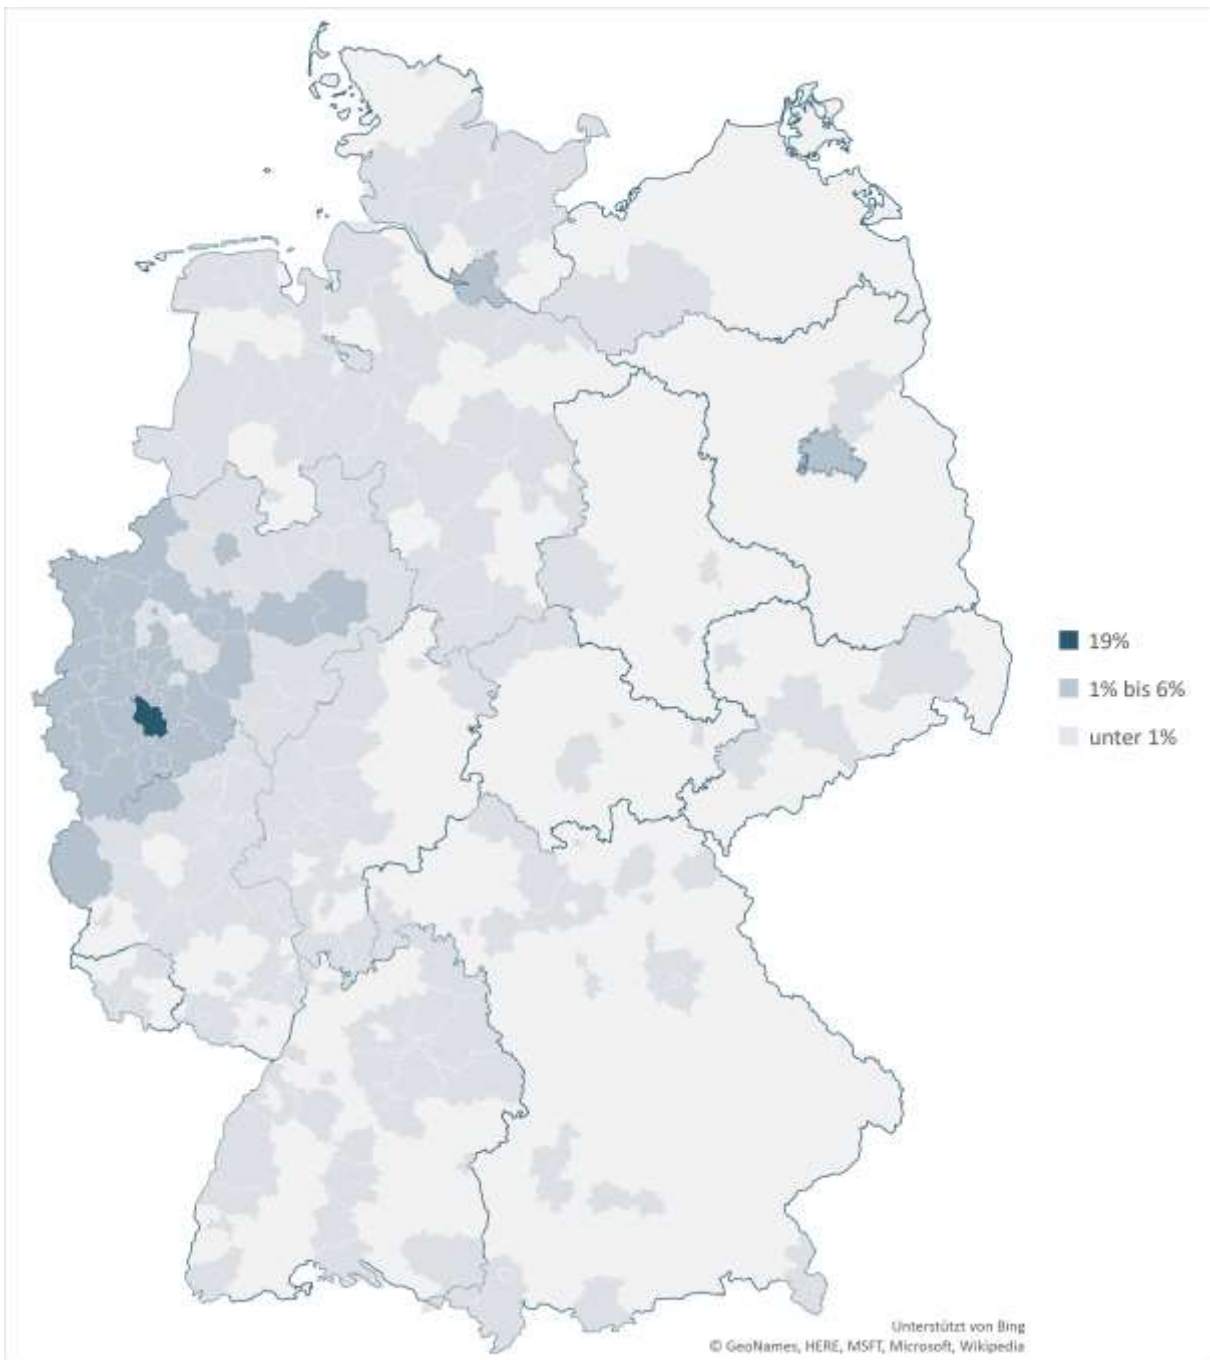 19%
1% bis 6%
unter 1%
Unterstützt von Bing
© GeoNames, HERE, MSFT, Microsoft, Wikipedia